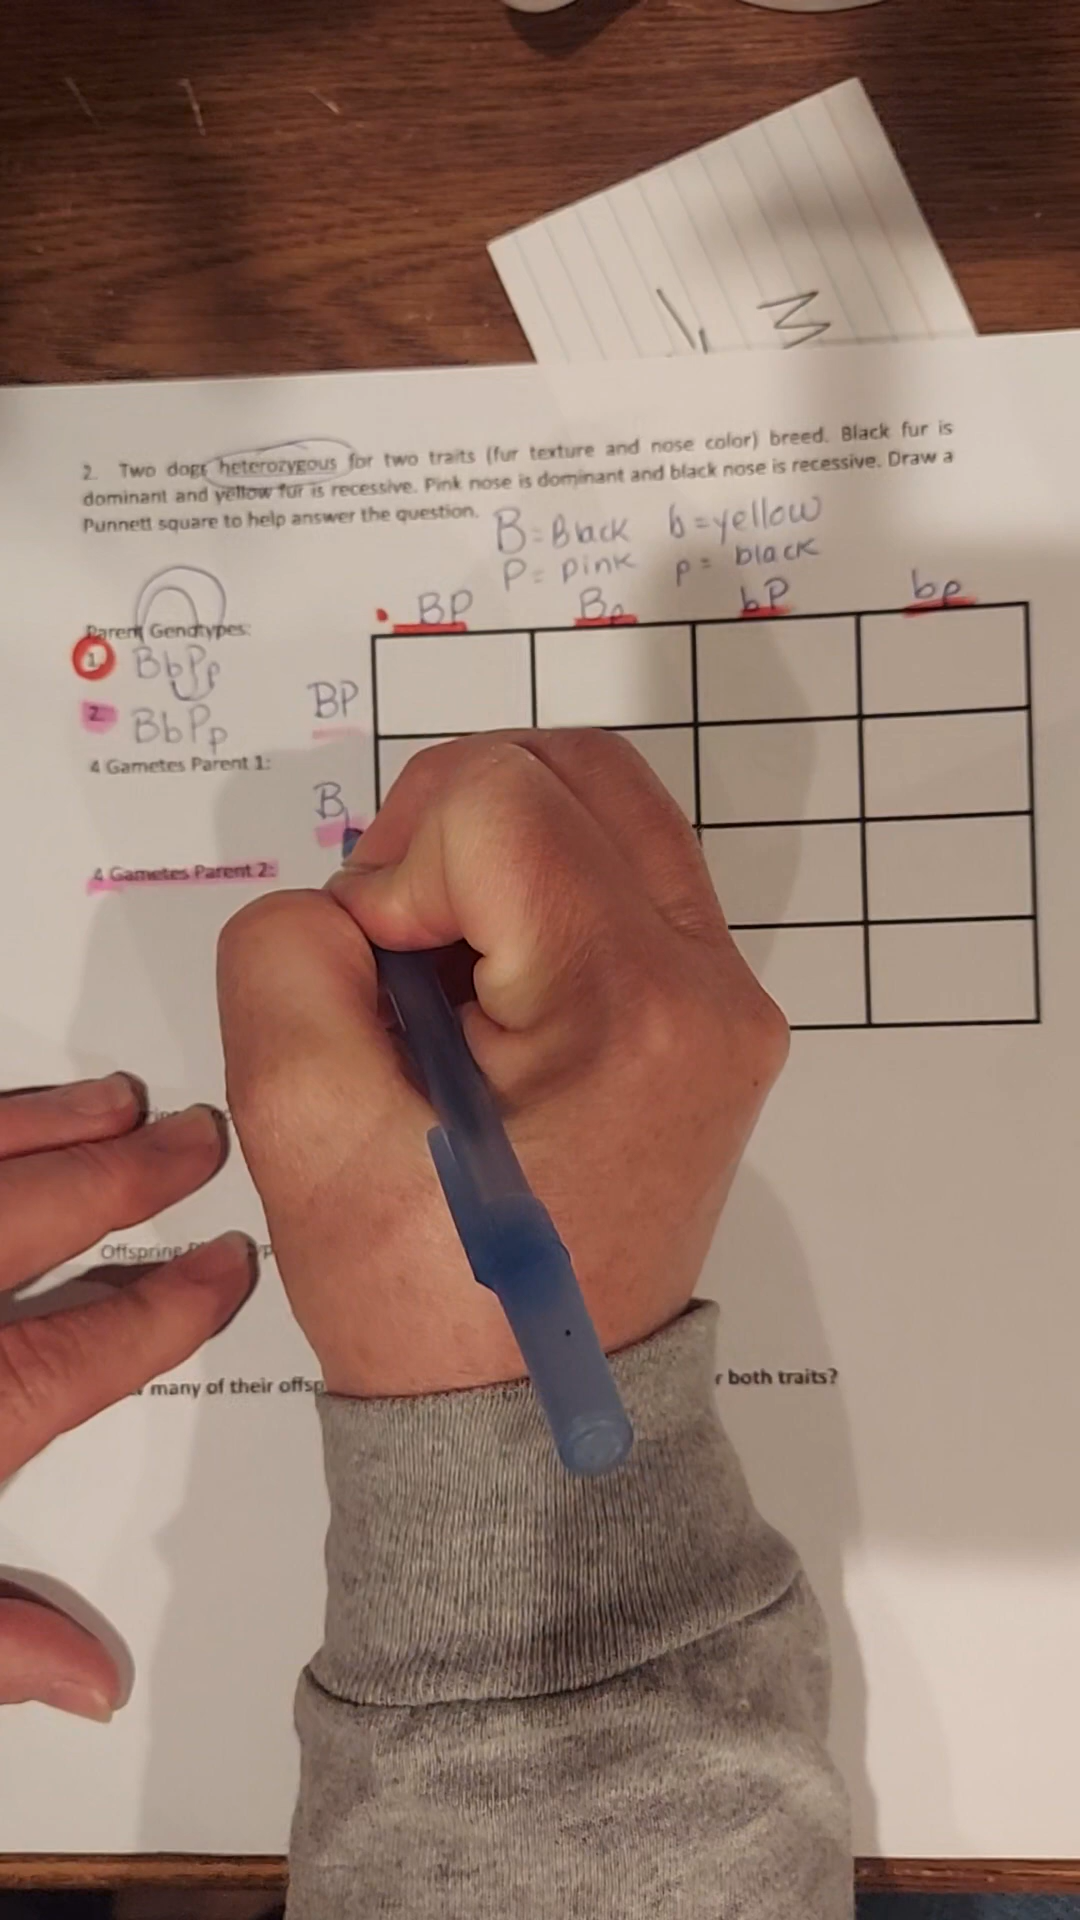 2. Two dogs heterozygous for two traits (fur texture and nose color) breed. Black fur is
dominant and yellow fur is recessive. Pink nose is dominant and black nose is recessive. Draw a
Punnett square to help answer the question.
B=Black b=yellow
P= Pink p= black
BP Bp bP bp
Parent Genotypes:
1. BbPp
BP
2. BbPp
4 Gametes Parent 1:
B
4 Gametes Parent 2:
Offspring
many of their
both traits?